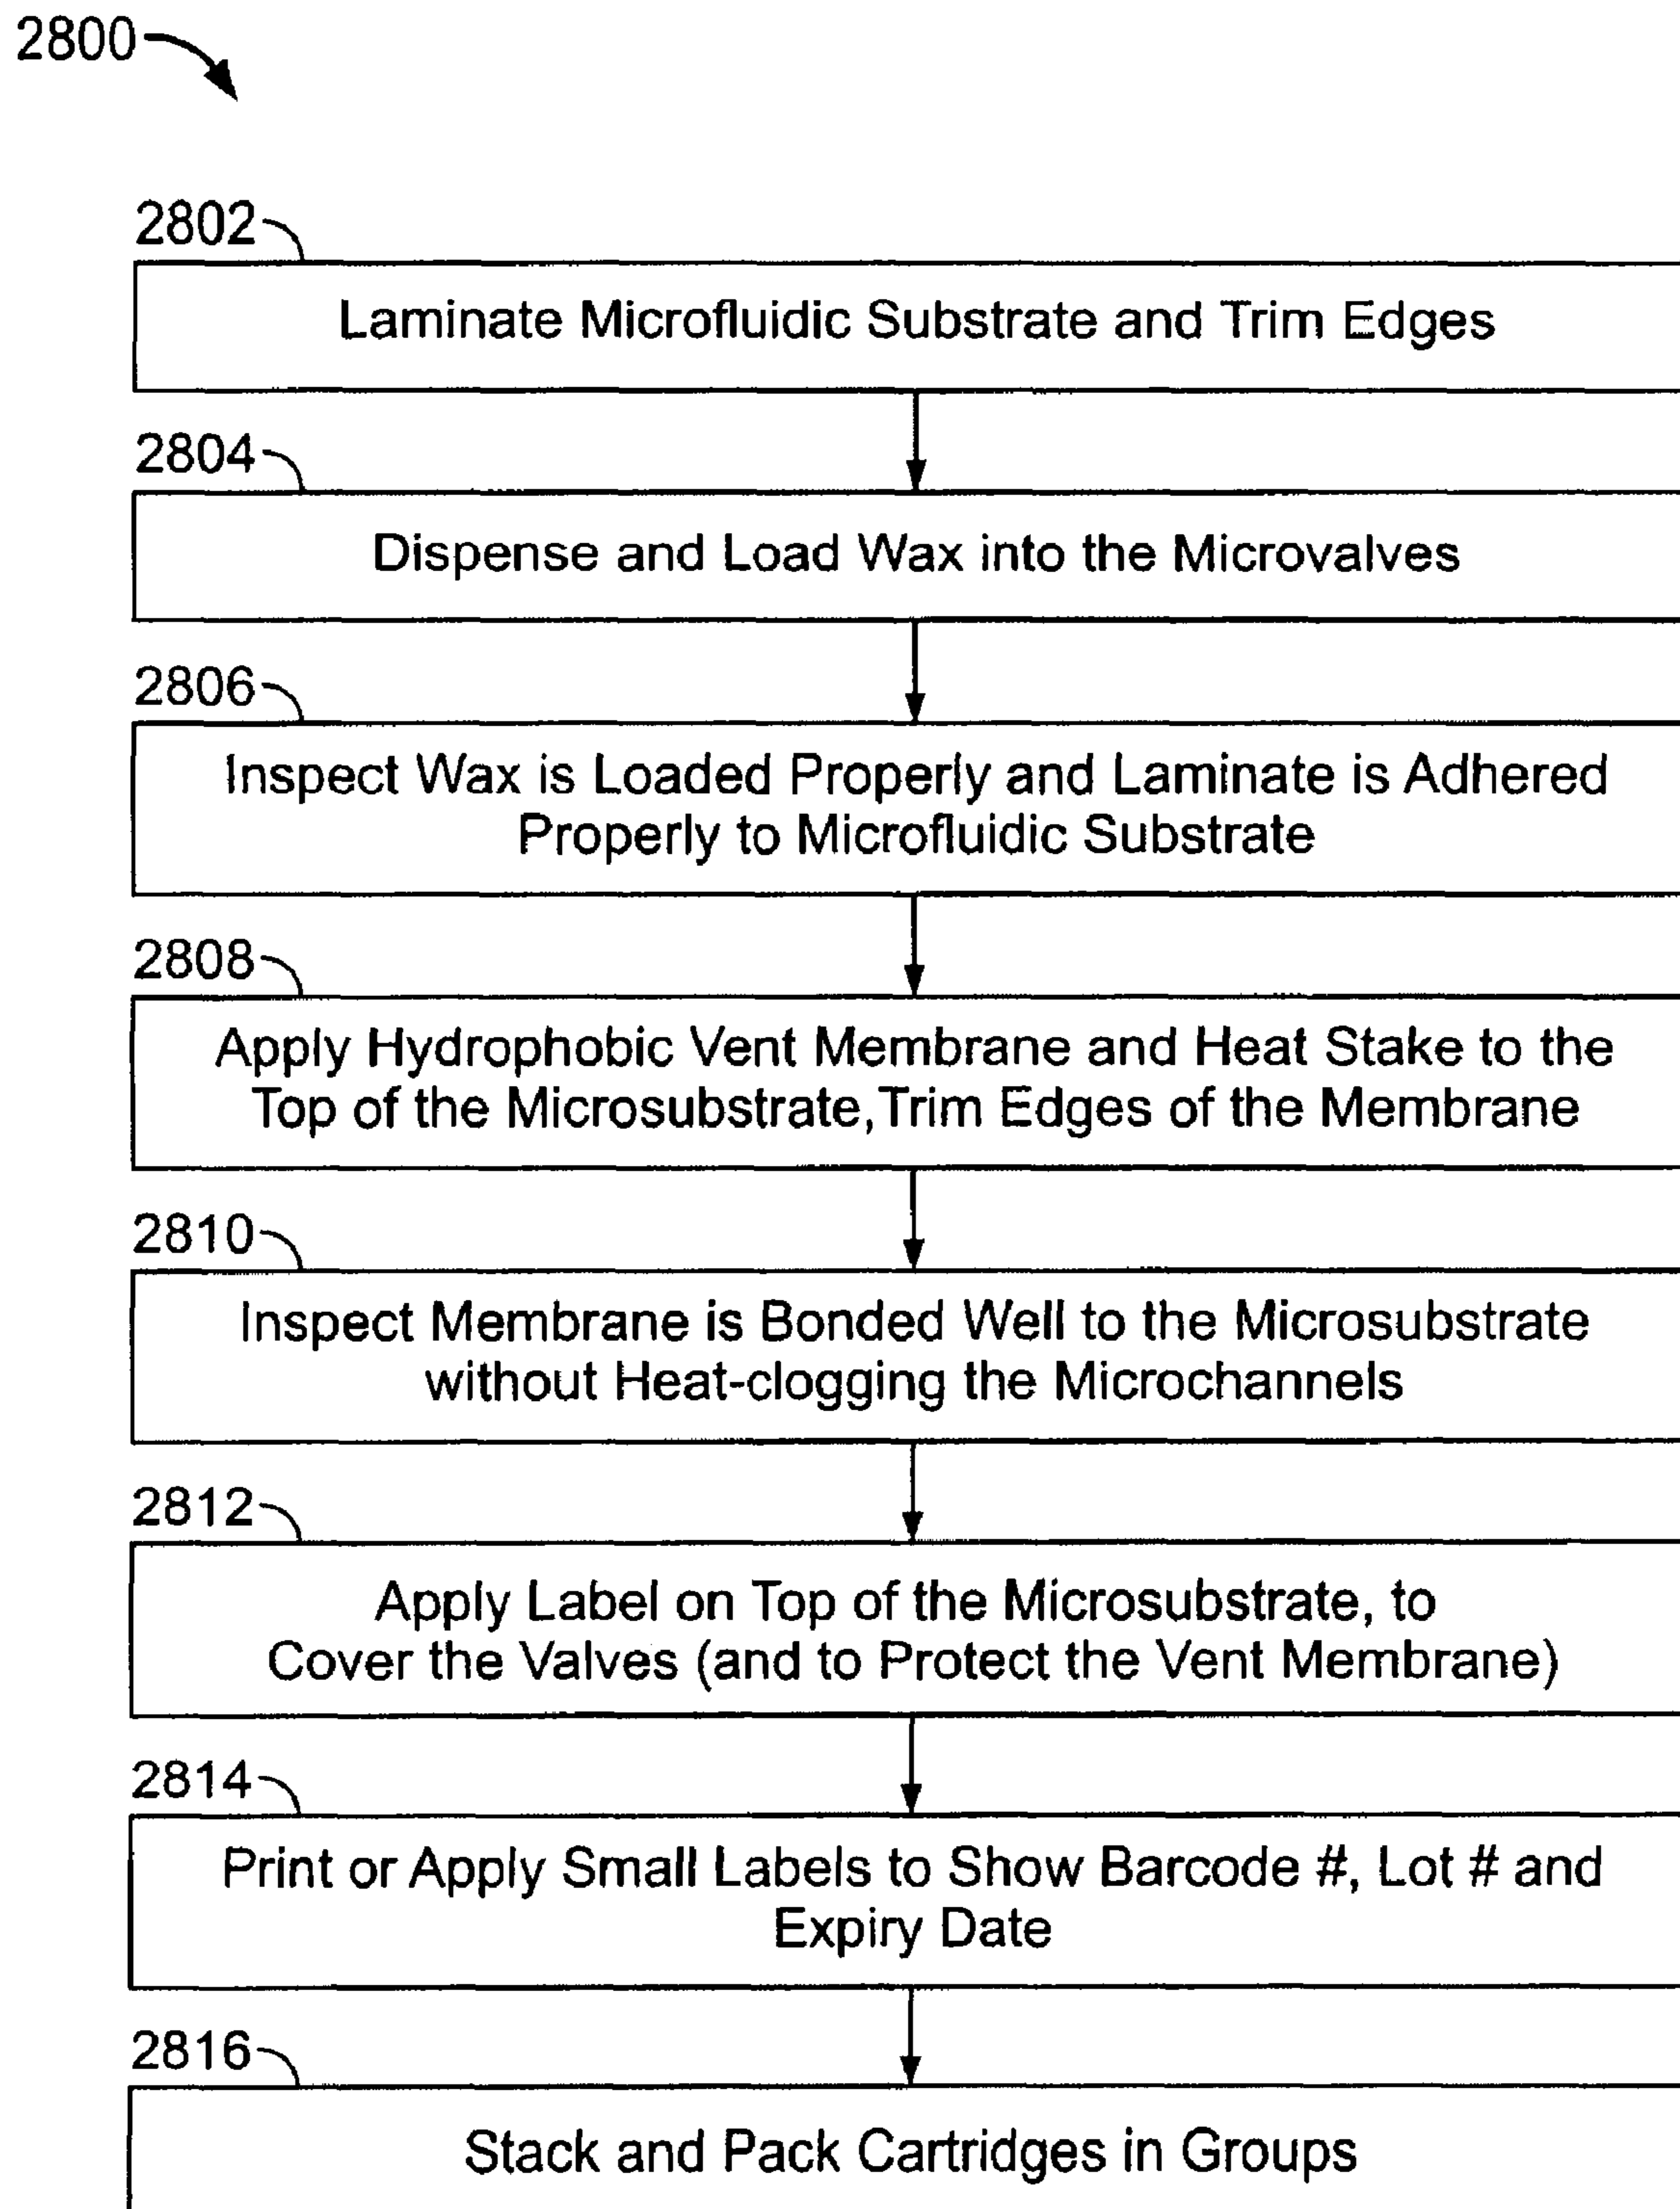 2800
2802
Laminate Microfluidic Substrate and Trim Edges
2804
Dispense and Load Wax into the Microvalves
2806
Inspect Wax is Loaded Properly and Laminate is Adhered
Properly to Microfluidic Substrate
2808
Apply Hydrophobic Vent Membrane and Heat Stake to the
Top of the Microsubstrate, Trim Edges of the Membrane
2810
Inspect Membrane is Bonded Well to the Microsubstrate
without Heat-clogging the Microchannels
2812
Apply Label on Top of the Microsubstrate, to
Cover the Valves (and to Protect the Vent Membrane)
2814
Print or Apply Small Labels to Show Barcode #, Lot # and
Expiry Date
2816
Stack and Pack Cartridges in Groups